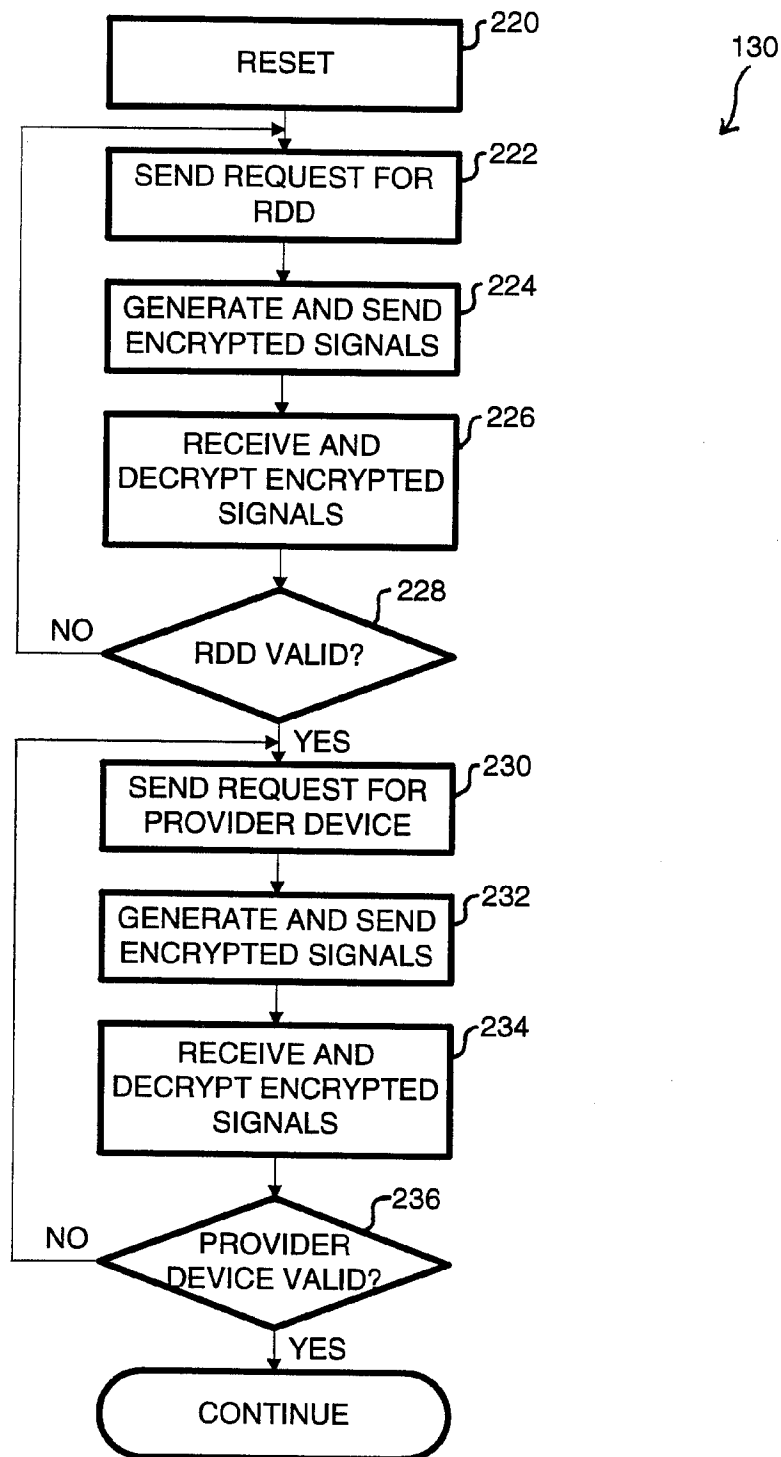 220
RESET
130
222
SEND REQUEST FOR
RDD
224
GENERATE AND SEND
ENCRYPTED SIGNALS
226
RECEIVE AND
DECRYPT ENCRYPTED
SIGNALS
228
NO
RDD VALID?
YES
230
SEND REQUEST FOR
PROVIDER DEVICE
232
GENERATE AND SEND
ENCRYPTED SIGNALS
234
RECEIVE AND
DECRYPT ENCRYPTED
SIGNALS
236
NO
PROVIDER
DEVICE VALID?
YES
CONTINUE